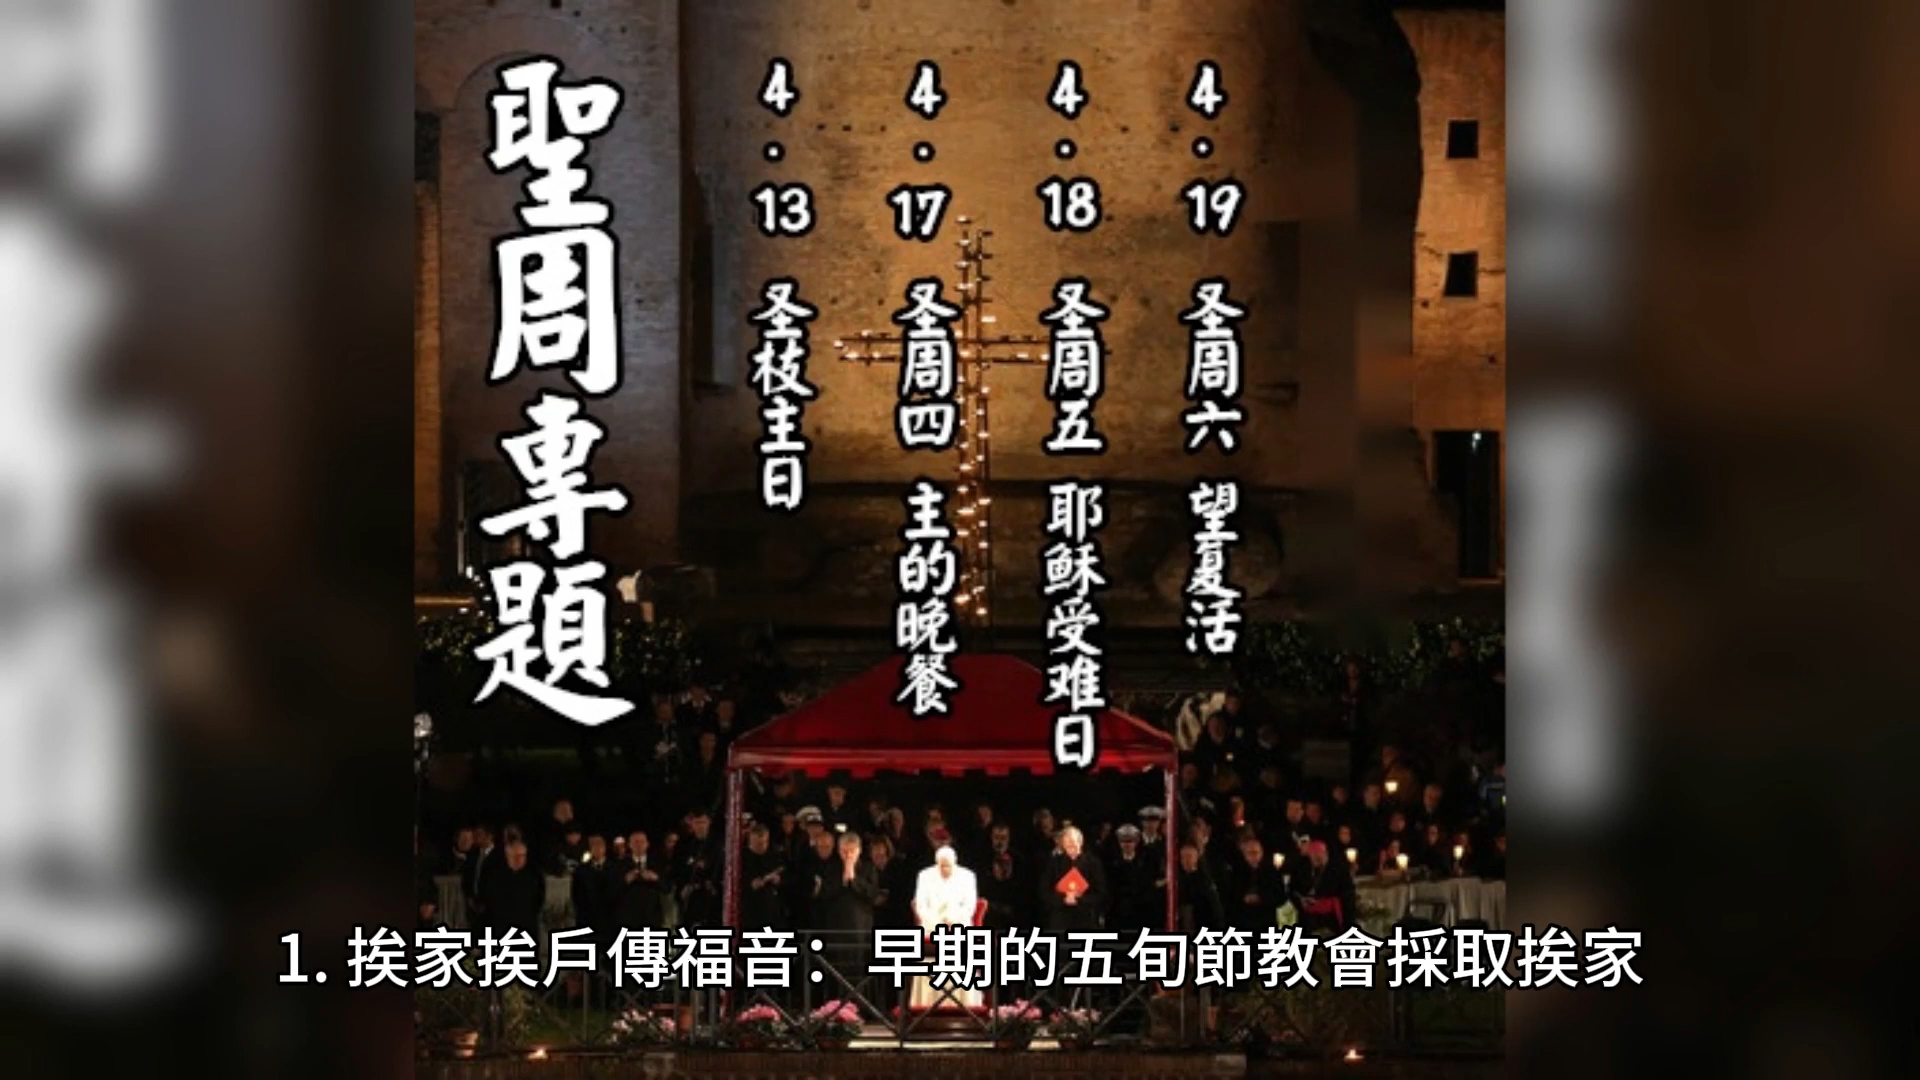 聖周專題
4·13 圣枝主日
4·17 圣周四 主的晚餐
4·18 圣周五 耶稣受难日
4·19 圣周六 望复活
1. 挨家挨戶傳福音：早期的五旬節教會採取挨家